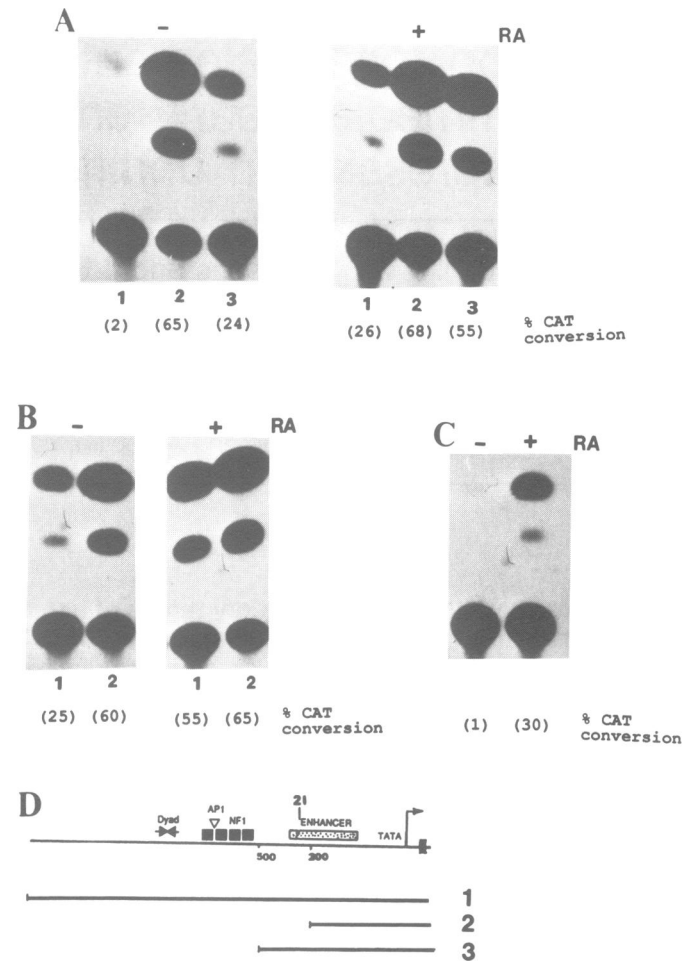 A
- + RA
1 2 3 1 2 3
(2) (65) (24) (26) (68) (55) % CAT
conversion
B
- + RA
1 2 1 2
(25) (60) (55) (65) % CAT
conversion
C
- + RA
(1) (30) % CAT
conversion
D
21
Dyad AP1 NF1 ENHANCER TATA
500 300
1
2
3